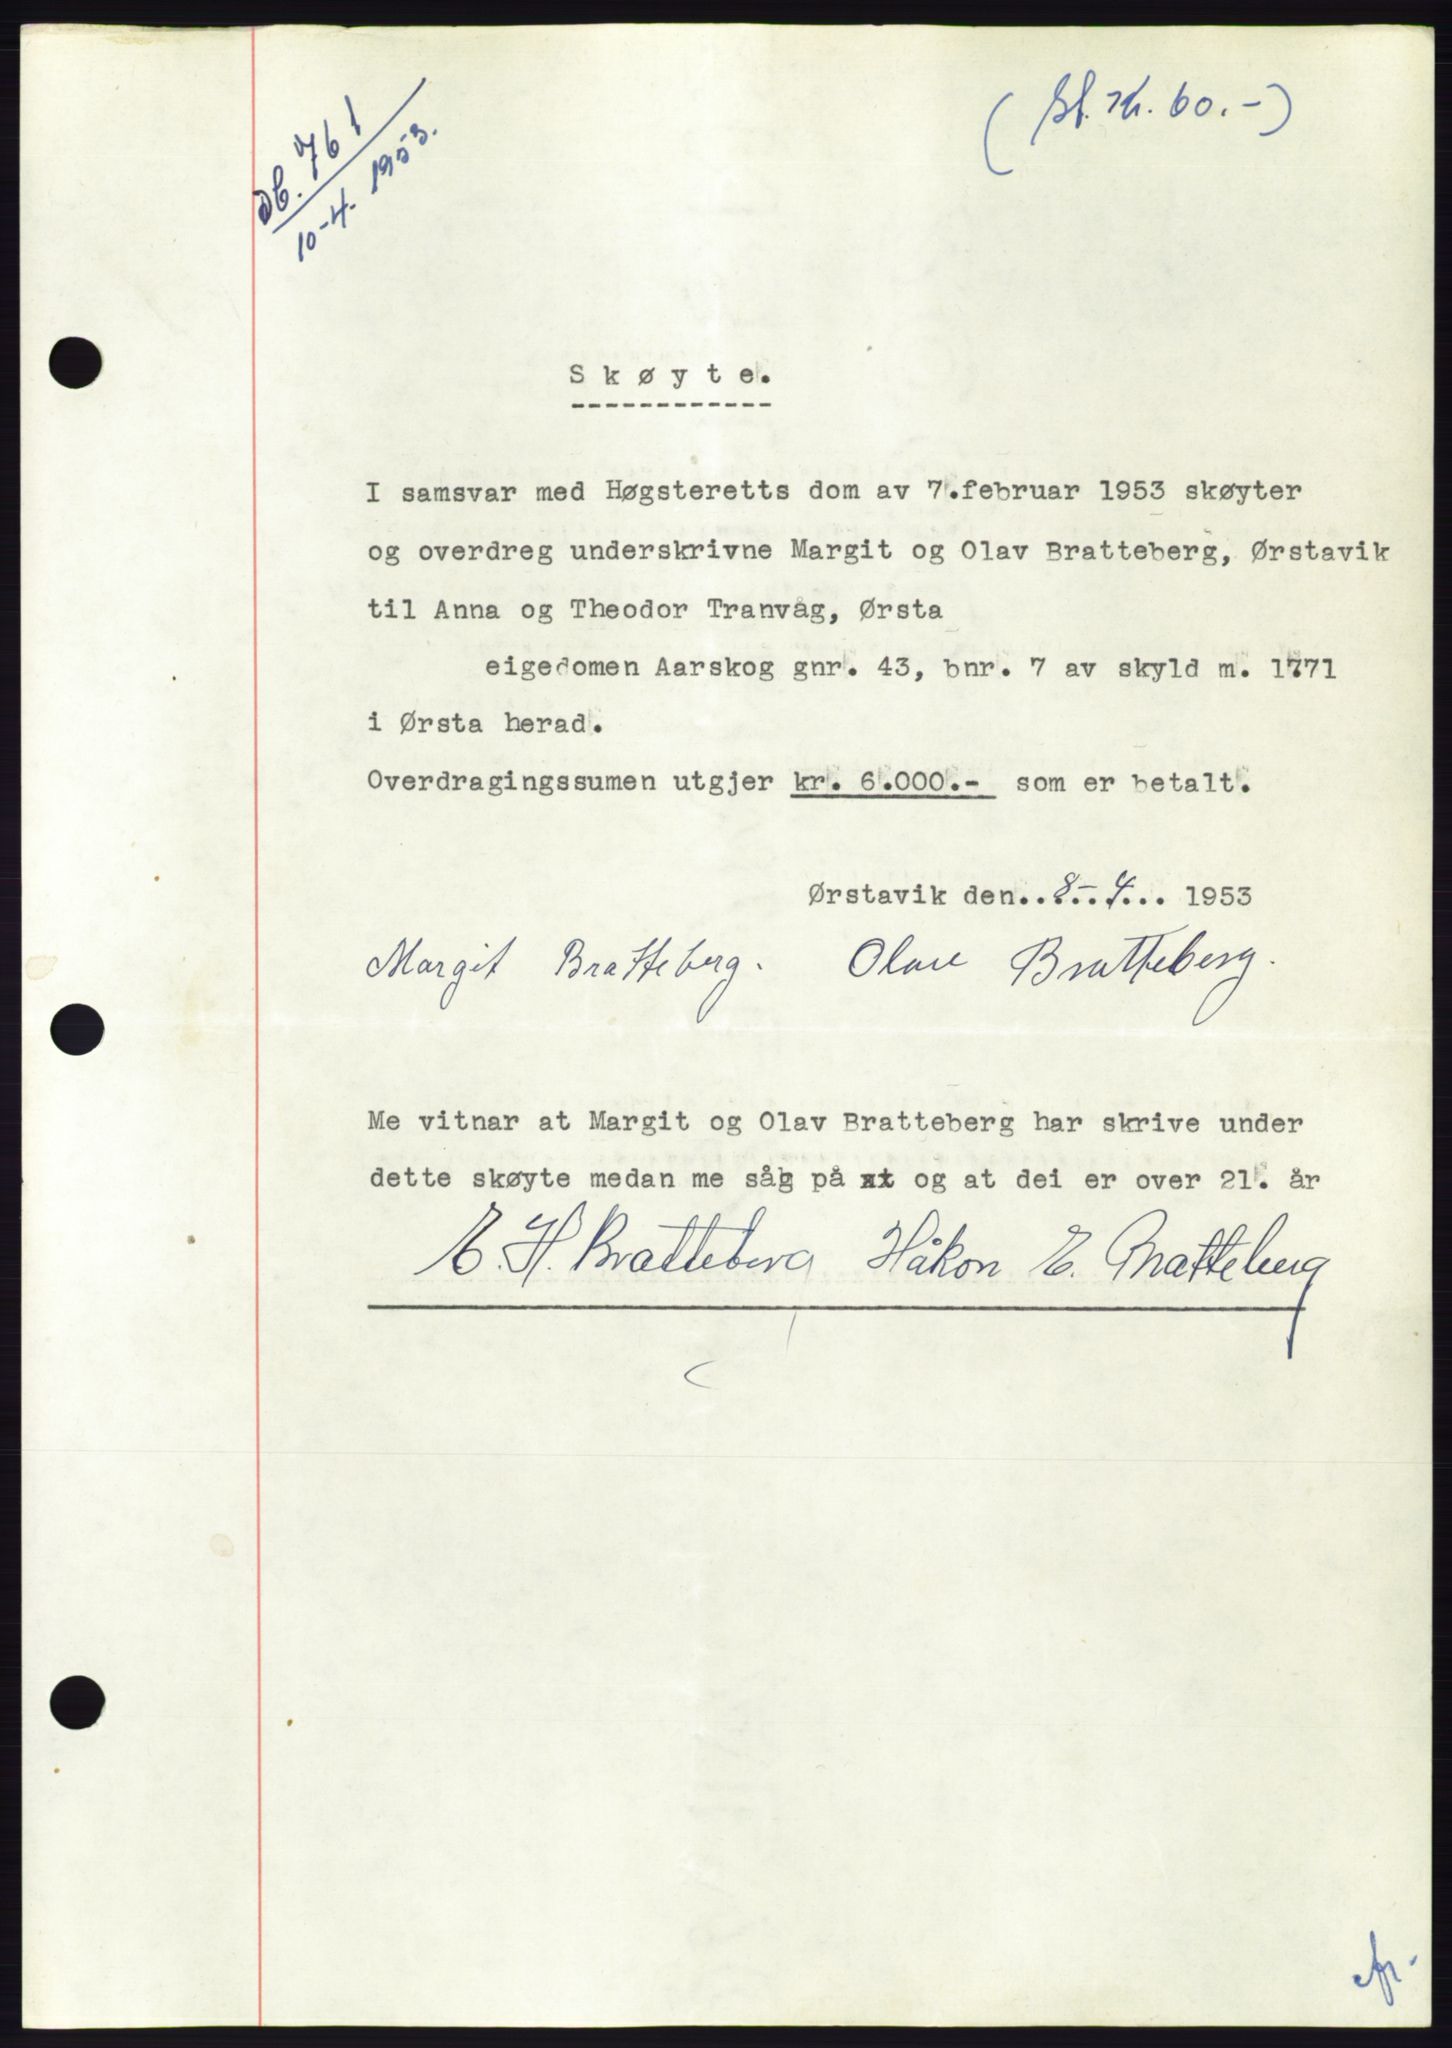 db. 761
10-4. 1953.
(St. kr. 60.-)
Skøyte.
I samsvar med Høgsteretts dom av 7.februar 1953 skøyter
og overdreg underskrivne Margit og Olav Bratteberg, Ørstavik
til Anna og Theodor Tranvåg, Ørsta
eigedomen Aarskog gnr. 43, bnr. 7 av skyld m. 1.71
i Ørsta herad.
Overdragingssumen utgjer kr. 6.000.- som er betalt.
Ørstavik den..8.-.4... 1953
Margit Bratteberg. Olav Bratteberg.
Me vitnar at Margit og Olav Bratteberg har skrive under
dette skøyte medan me såg på og at dei er over 21. år
E. H. Bratteberg Håkon E. Bratteberg